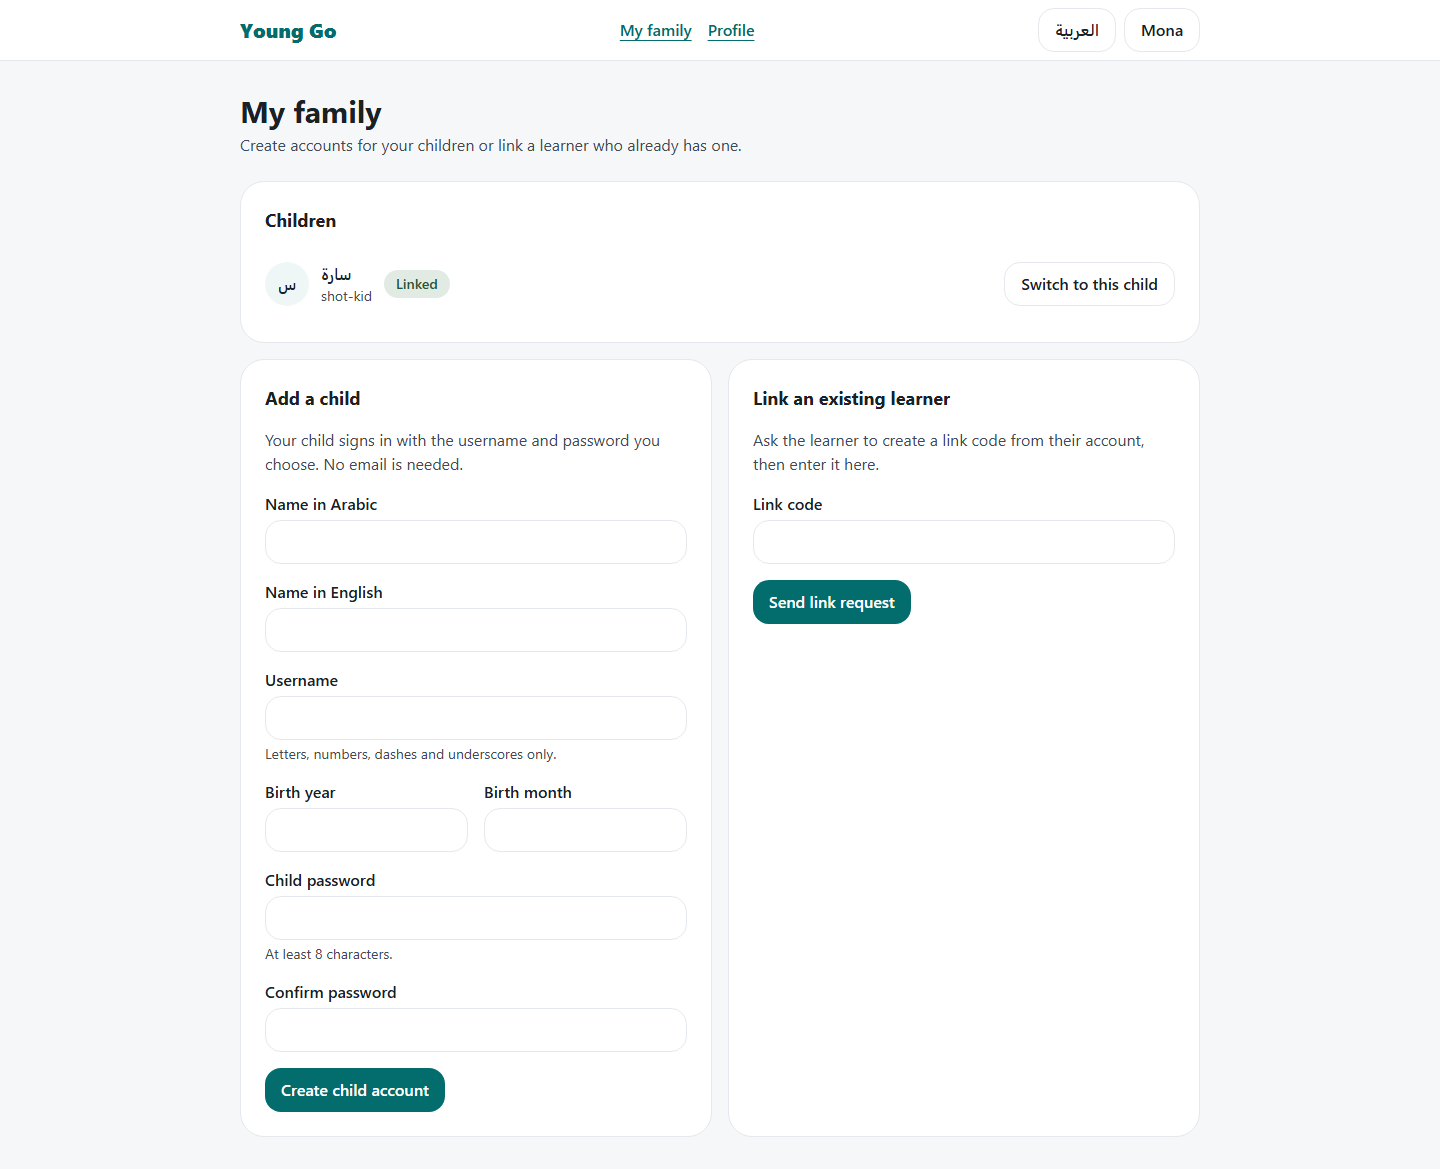 Young Go
My family
Profile
العربية
Mona
My family
Create accounts for your children or link a learner who already has one.
Children
س
سارة
shot-kid
Linked
Switch to this child
Add a child
Your child signs in with the username and password you
choose. No email is needed.
Name in Arabic
Name in English
Username
Letters, numbers, dashes and underscores only.
Birth year
Birth month
Child password
At least 8 characters.
Confirm password
Create child account
Link an existing learner
Ask the learner to create a link code from their account,
then enter it here.
Link code
Send link request